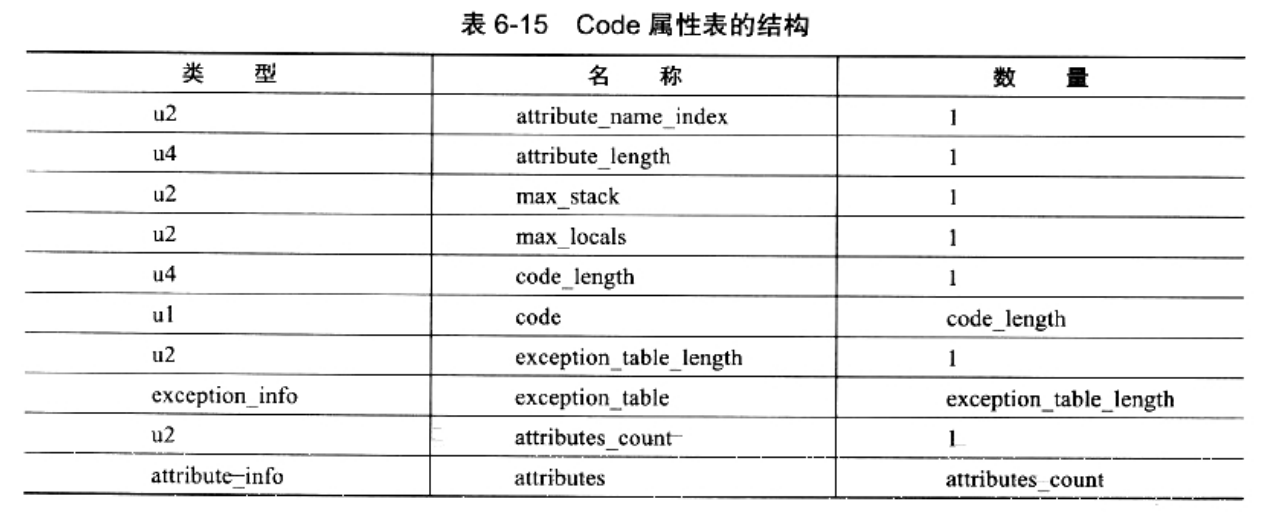 表 6-15 Code 属性表的结构
类 型 名 称 数 量
u2 attribute_name_index 1
u4 attribute_length 1
u2 max_stack 1
u2 max_locals 1
u4 code_length 1
u1 code code_length
u2 exception_table_length 1
exception_info exception_table exception_table_length
u2 attributes_count 1
attribute_info attributes attributes_count